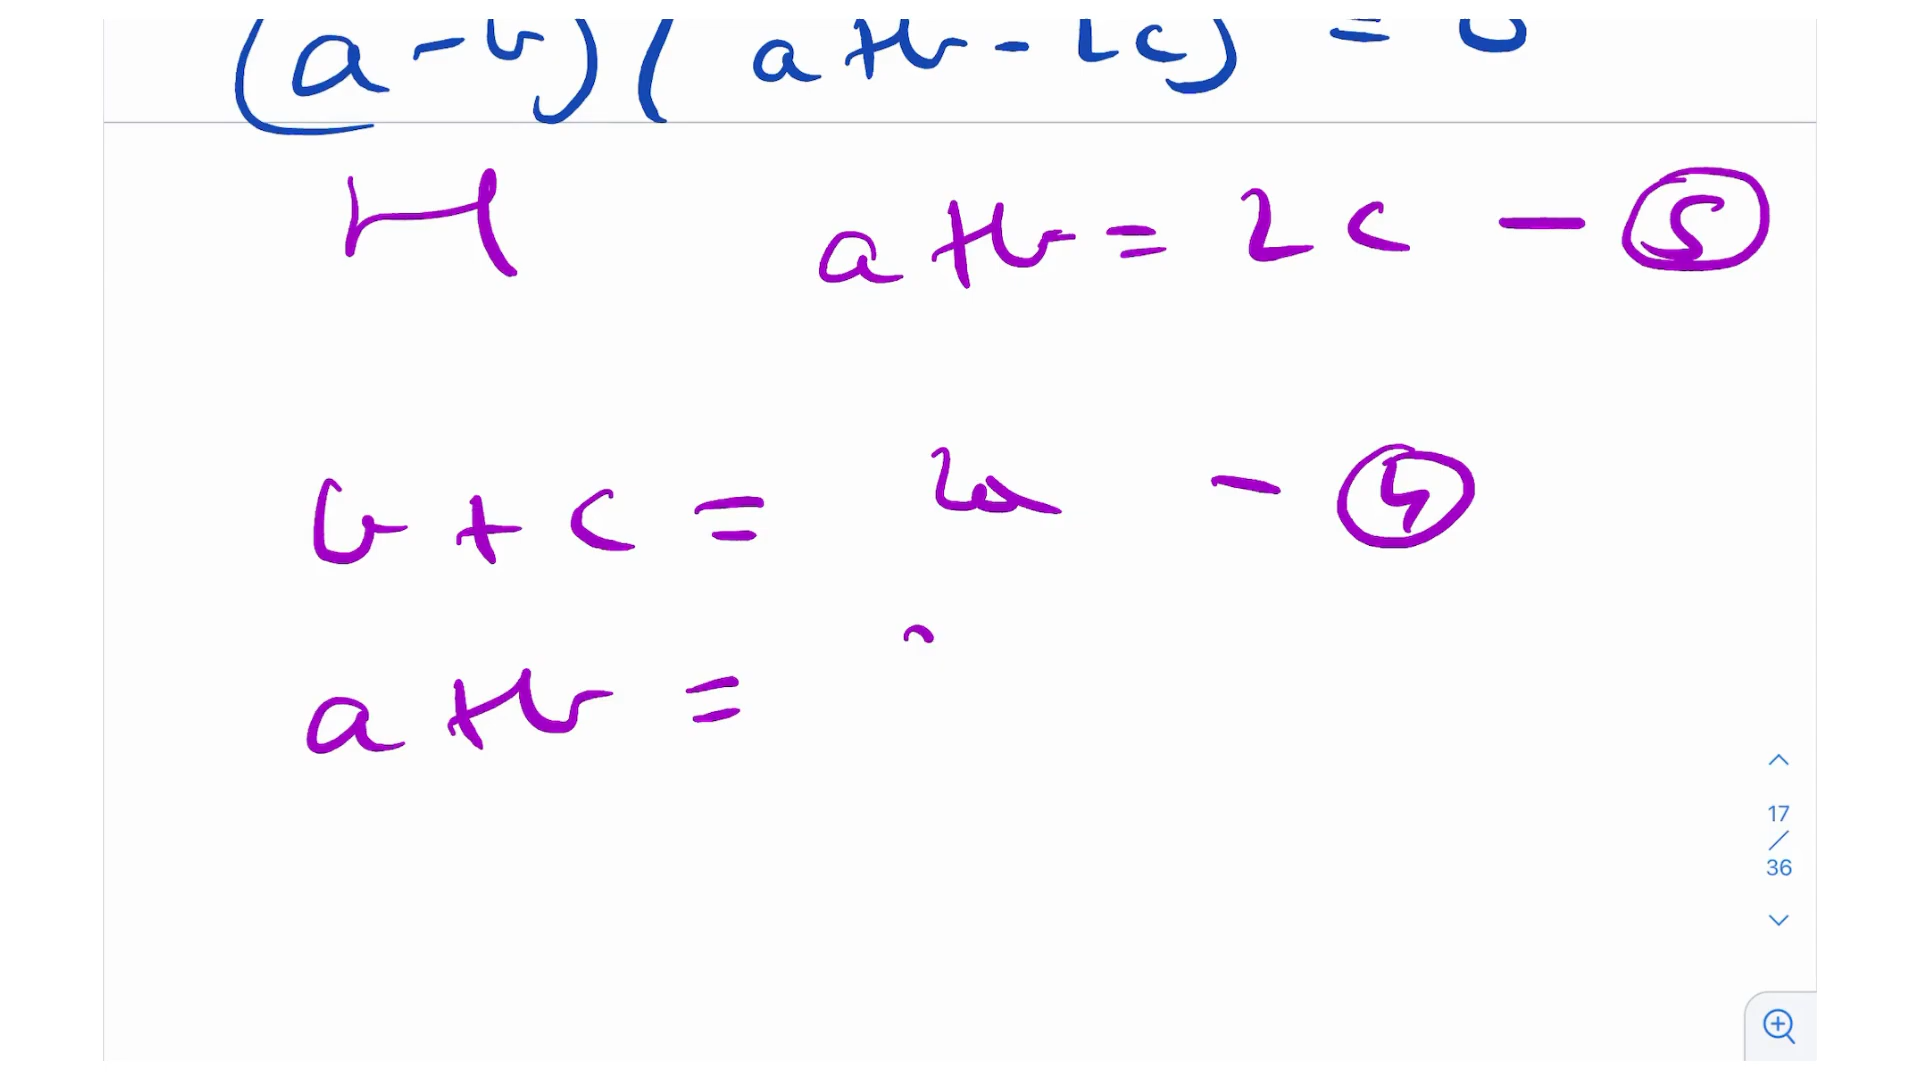 (a-b)(a+b-2c) = 0
H a+b = 2c - ⑤
b + c = 2a - ④
a+b =
17
/
36